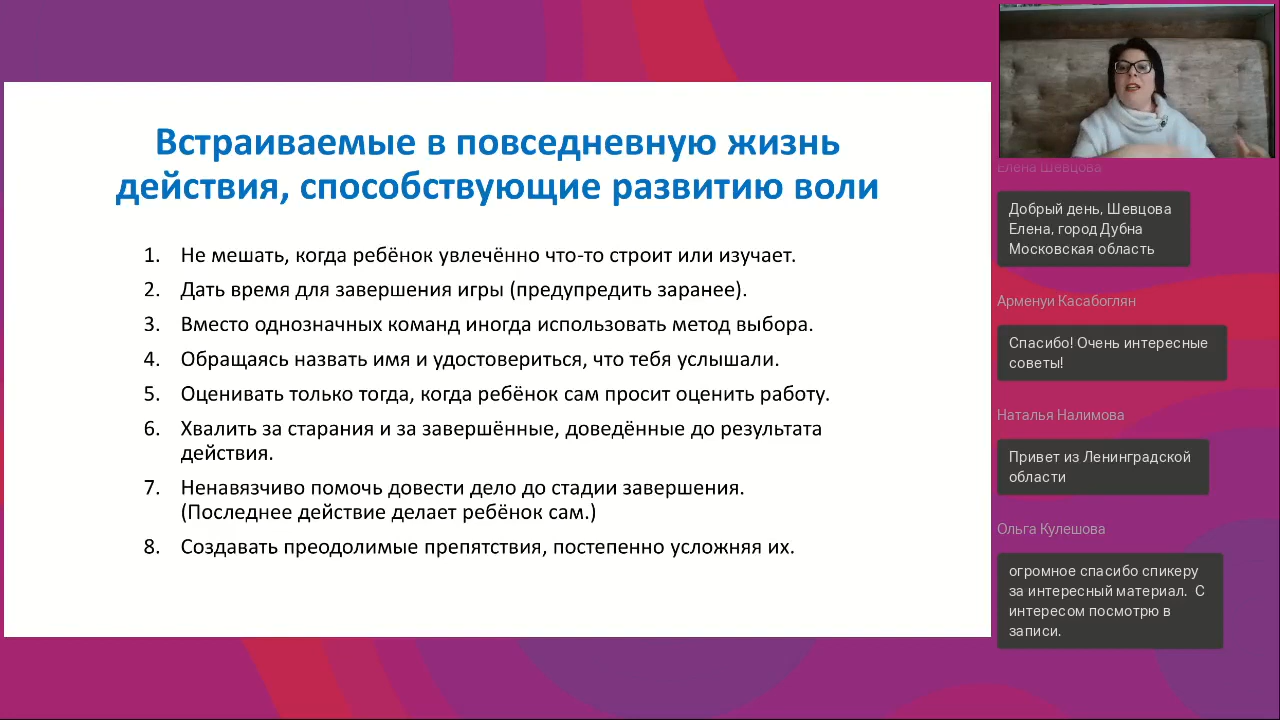 Встраиваемые в повседневную жизнь
действия, способствующие развитию воли
1. Не мешать, когда ребёнок увлечённо что-то строит или изучает.
2. Дать время для завершения игры (предупредить заранее).
3. Вместо однозначных команд иногда использовать метод выбора.
4. Обращаясь назвать имя и удостовериться, что тебя услышали.
5. Оценивать только тогда, когда ребёнок сам просит оценить работу.
6. Хвалить за старания и за завершённые, доведённые до результата
действия.
7. Ненавязчиво помочь довести дело до стадии завершения.
(Последнее действие делает ребёнок сам.)
8. Создавать преодолимые препятствия, постепенно усложняя их.
Елена Шевцова
Добрый день, Шевцова
Елена, город Дубна
Московская область
Арменуи Касабоглян
Спасибо! Очень интересные
советы!
Наталья Налимова
Привет из Ленинградской
области
Ольга Кулешова
огромное спасибо спикеру
за интересный материал. С
интересом посмотрю в
записи.